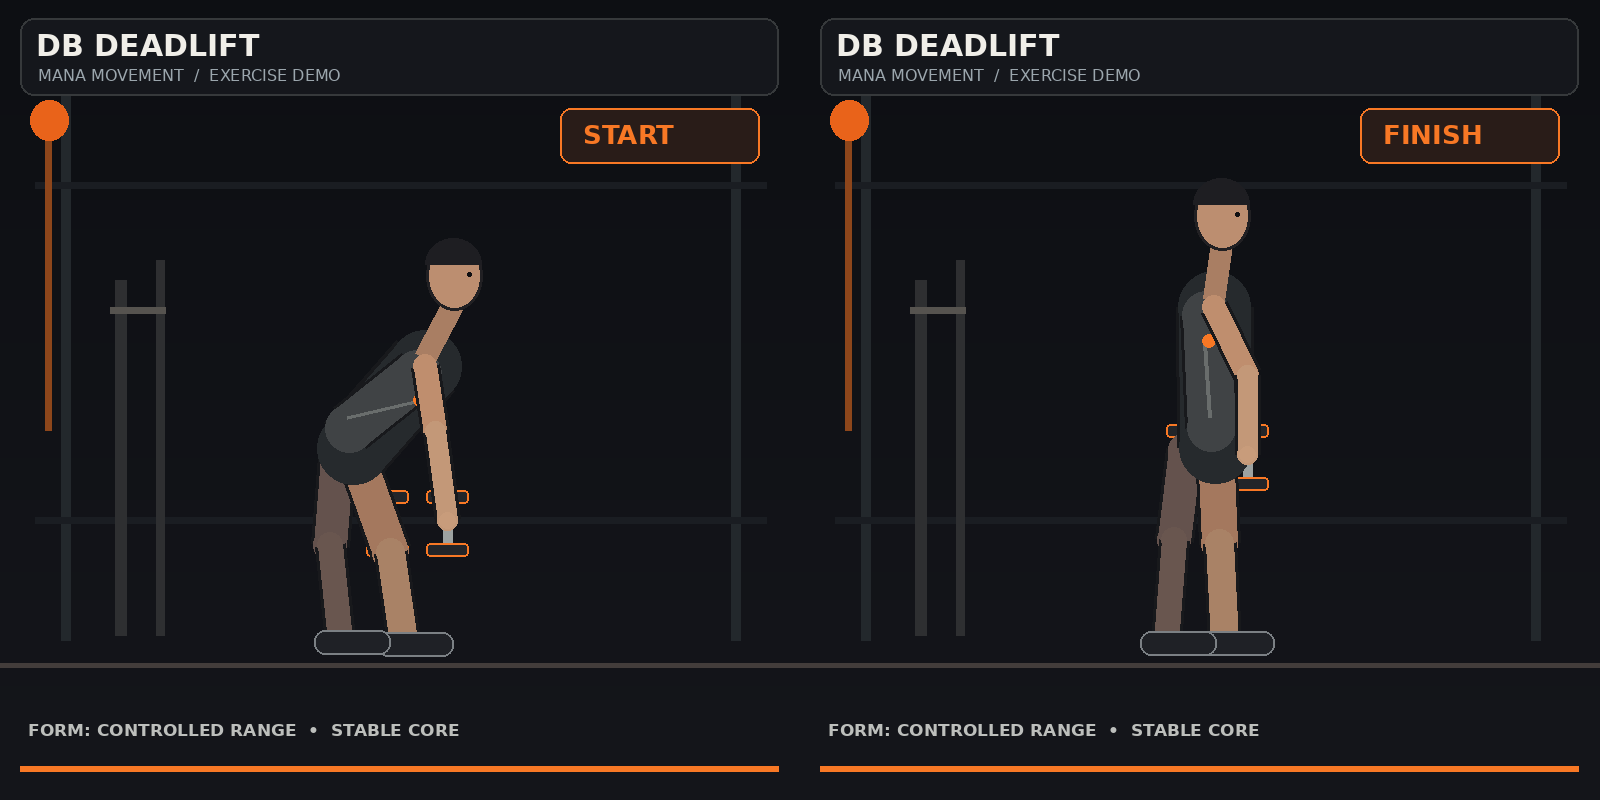 DB DEADLIFT
MANA MOVEMENT / EXERCISE DEMO
START
FORM: CONTROLLED RANGE • STABLE CORE
DB DEADLIFT
MANA MOVEMENT / EXERCISE DEMO
FINISH
FORM: CONTROLLED RANGE • STABLE CORE